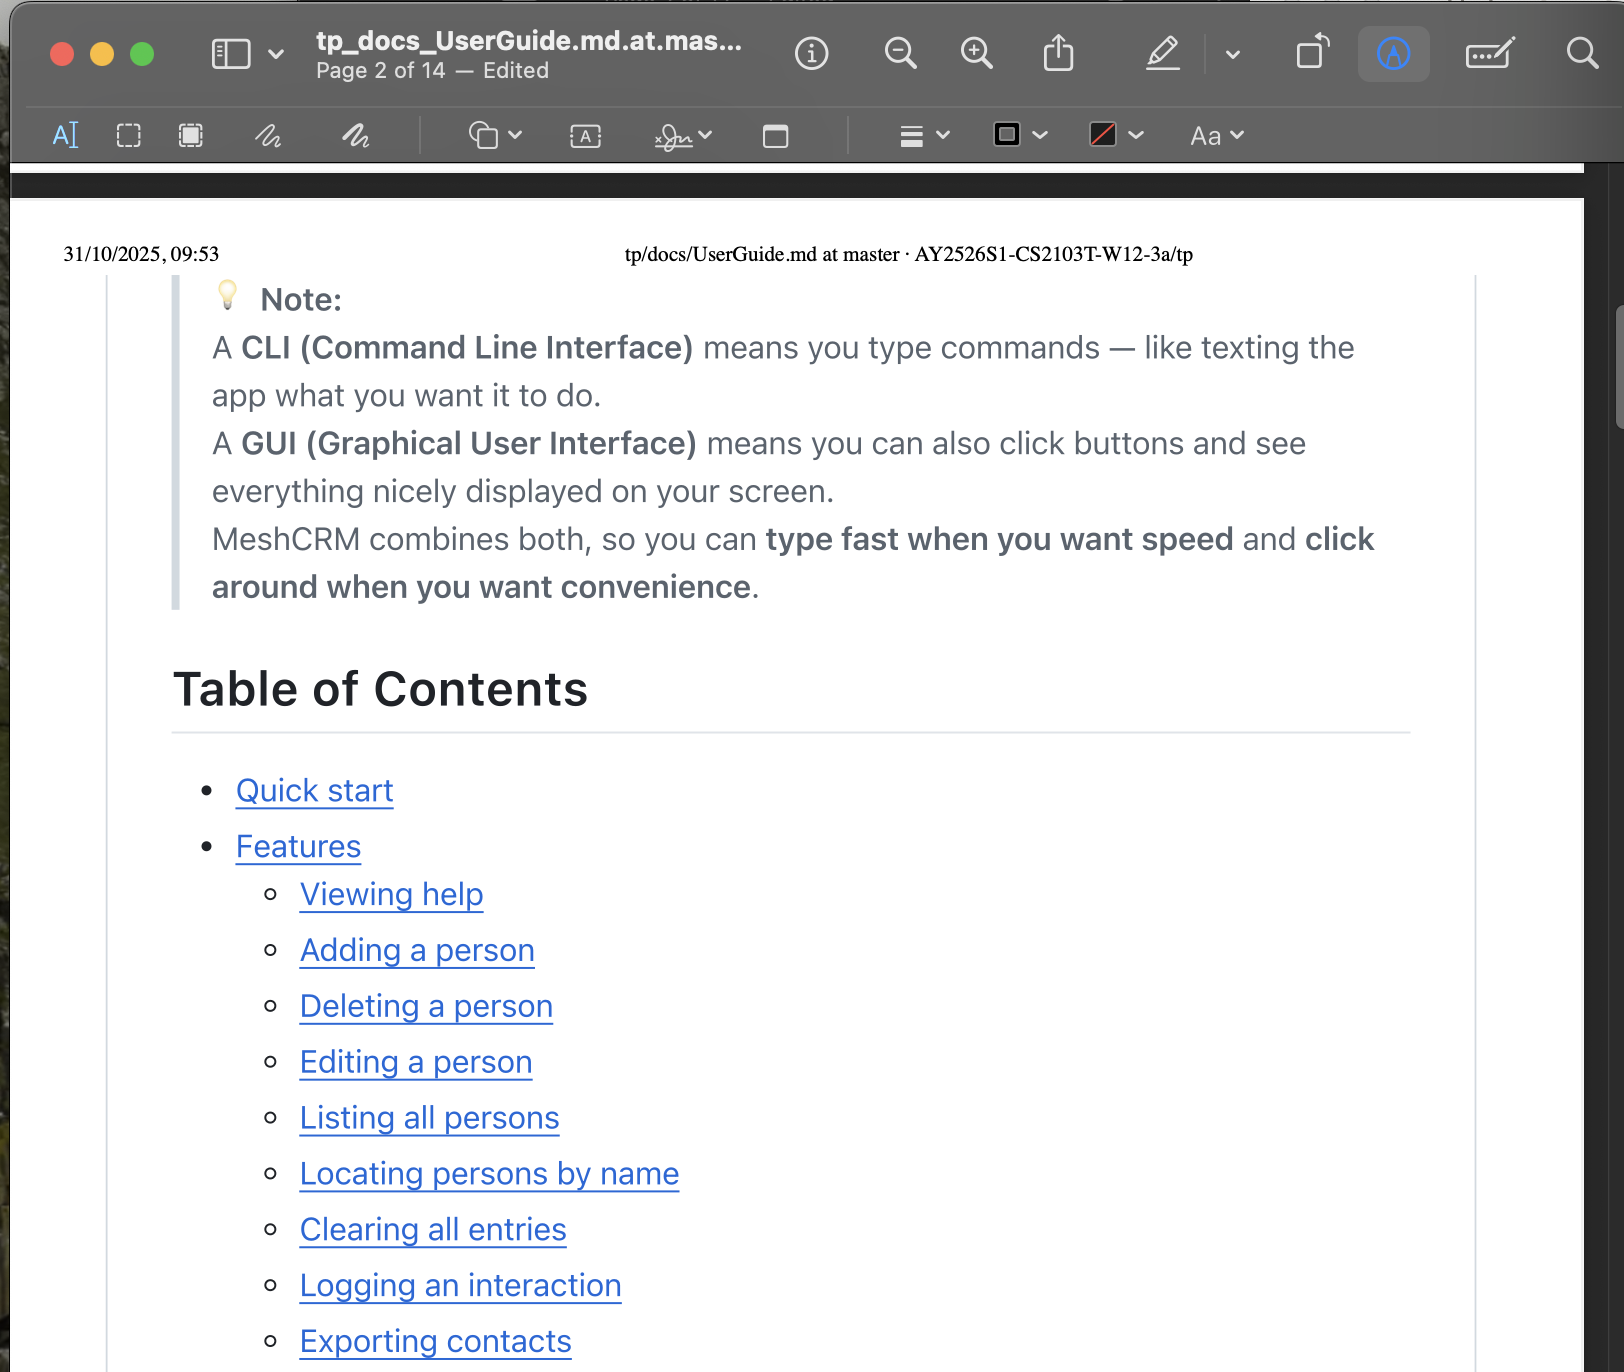 tp_docs_UserGuide.md.at.mas...
Page 2 of 14 — Edited
A
A
Aa
31/10/2025, 09:53
tp/docs/UserGuide.md at master · AY2526S1-CS2103T-W12-3a/tp
💡 Note:
A CLI (Command Line Interface) means you type commands — like texting the
app what you want it to do.
A GUI (Graphical User Interface) means you can also click buttons and see
everything nicely displayed on your screen.
MeshCRM combines both, so you can type fast when you want speed and click
around when you want convenience.
Table of Contents
• Quick start
• Features
◦ Viewing help
◦ Adding a person
◦ Deleting a person
◦ Editing a person
◦ Listing all persons
◦ Locating persons by name
◦ Clearing all entries
◦ Logging an interaction
◦ Exporting contacts